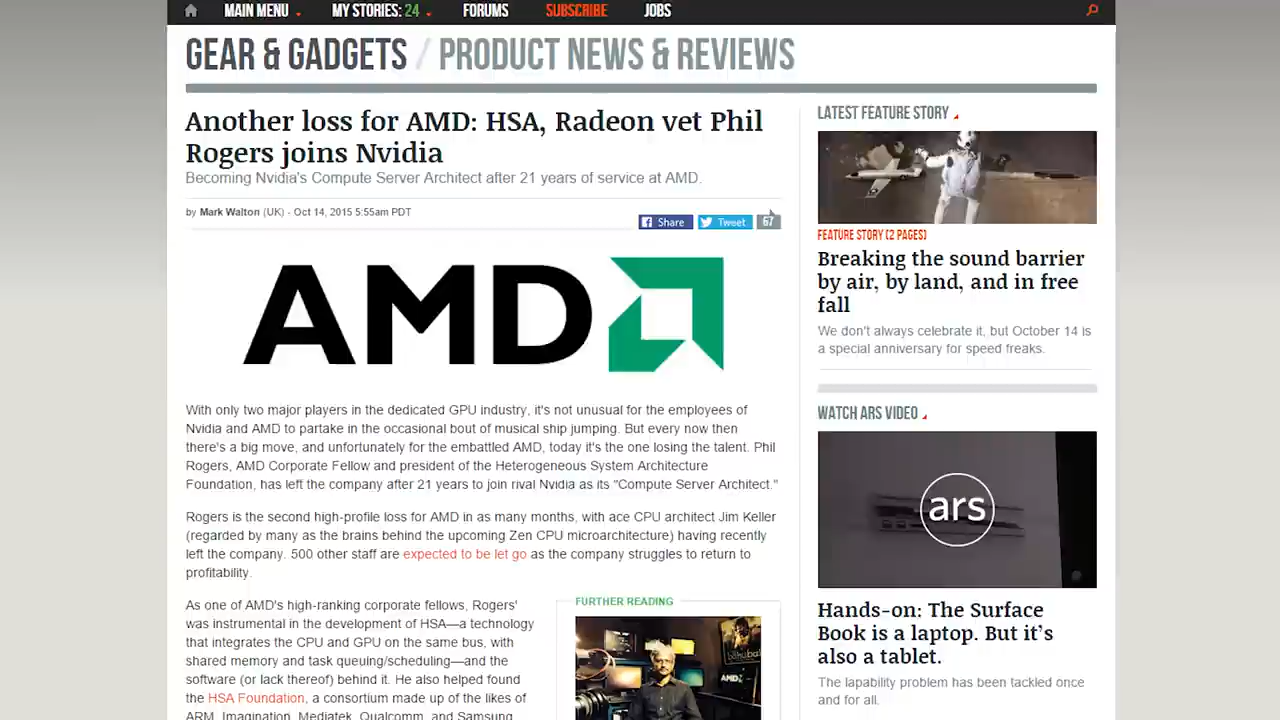 MAIN MENU
MY STORIES: 24
FORUMS
SUBSCRIBE
JOBS
GEAR & GADGETS / PRODUCT NEWS & REVIEWS
Another loss for AMD: HSA, Radeon vet Phil
Rogers joins Nvidia
Becoming Nvidia's Compute Server Architect after 21 years of service at AMD.
by Mark Walton (UK) - Oct 14, 2015 5:55am PDT
Share
Tweet
67
AMD
With only two major players in the dedicated GPU industry, it's not unusual for the employees of
Nvidia and AMD to partake in the occasional bout of musical ship jumping. But every now then
there's a big move, and unfortunately for the embattled AMD, today it's the one losing the talent. Phil
Rogers, AMD Corporate Fellow and president of the Heterogeneous System Architecture
Foundation, has left the company after 21 years to join rival Nvidia as its "Compute Server Architect."
Rogers is the second high-profile loss for AMD in as many months, with ace CPU architect Jim Keller
(regarded by many as the brains behind the upcoming Zen CPU microarchitecture) having recently
left the company. 500 other staff are expected to be let go as the company struggles to return to
profitability.
As one of AMD's high-ranking corporate fellows, Rogers'
was instrumental in the development of HSA—a technology
that integrates the CPU and GPU on the same bus, with
shared memory and task queuing/scheduling—and the
software (or lack thereof) behind it. He also helped found
the HSA Foundation, a consortium made up of the likes of
ARM, Imagination, Mediatek, Qualcomm, and Samsung
FURTHER READING
AMD
LATEST FEATURE STORY
FEATURE STORY (2 PAGES)
Breaking the sound barrier
by air, by land, and in free
fall
We don't always celebrate it, but October 14 is
a special anniversary for speed freaks.
WATCH ARS VIDEO
ars
Hands-on: The Surface
Book is a laptop. But it's
also a tablet.
The lapability problem has been tackled once
and for all.